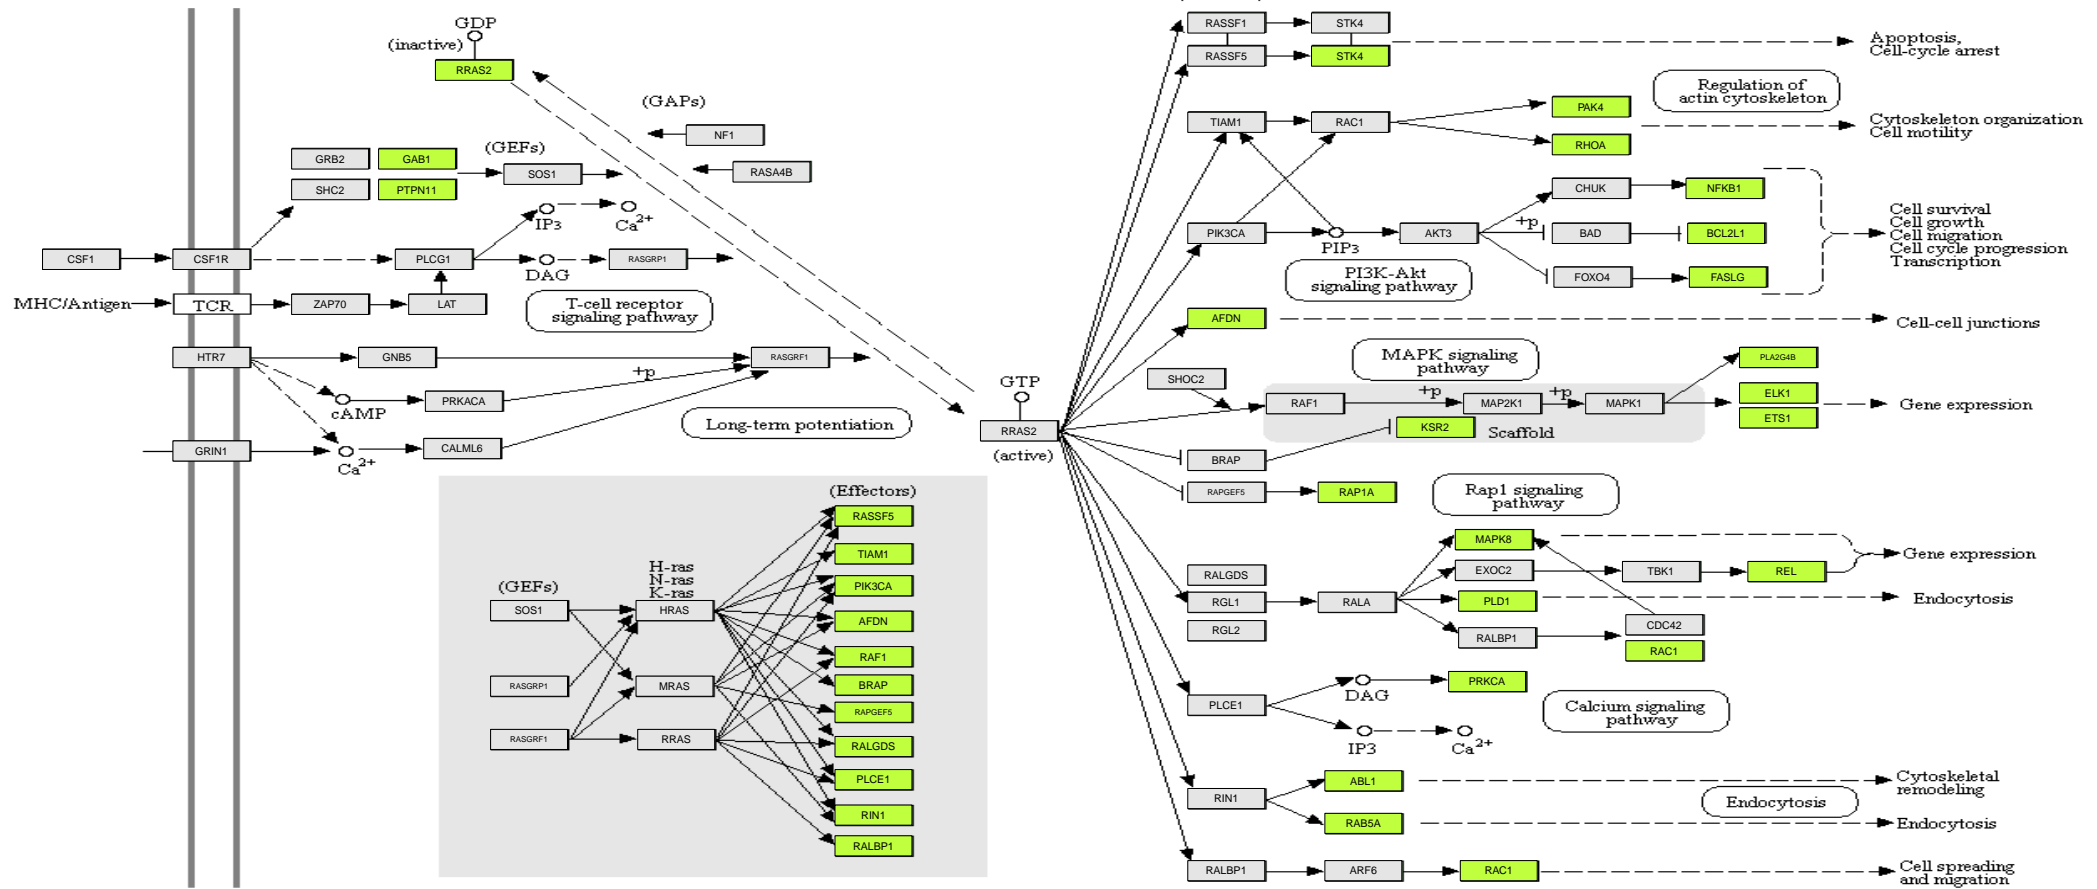 GDP
(inactive)
RRAS2
(GAPs)
NF1
RASA4B
GRB2
GAB1
(GEFs)
SOS1
SHC2
PTPN11
IP3
Ca2+
CSF1
CSF1R
PLCG1
DAG
RASGRP1
MHC/Antigen
TCR
ZAP70
LAT
T-cell receptor
signaling pathway
HTR7
GNB5
RASGRF1
+p
cAMP
PRKACA
Long-term potentiation
GRIN1
Ca2+
CALML6
GTP
RRAS2
(active)
(Effectors)
RASSF5
TIAM1
PIK3CA
AFDN
RAF1
BRAP
RAPGEF5
RALGDS
PLCE1
RIN1
RALBP1
H-ras
N-ras
K-ras
(GEFs)
SOS1
HRAS
RASGRP1
MRAS
RASGRF1
RRAS
RASSF1
STK4
RASSF5
STK4
Apoptosis,
Cell-cycle arrest
Regulation of
actin cytoskeleton
TIAM1
RAC1
PAK4
RHOA
Cytoskeleton organization
Cell motility
CHUK
NFKB1
PIK3CA
PIP3
AKT3
+p
BAD
BCL2L1
FOXO4
FASLG
Cell survival
Cell growth
Cell migration
Cell cycle progression
Transcription
PI3K-Akt
signaling pathway
AFDN
Cell-cell junctions
MAPK signaling
pathway
SHOC2
RAF1
+p
MAP2K1
+p
MAPK1
PLA2G4B
ELK1
ETS1
Gene expression
KSR2
Scaffold
BRAP
RAPGEF5
RAP1A
Rap1 signaling
pathway
MAPK8
Gene expression
RALGDS
EXOC2
TBK1
REL
RGL1
RALA
PLD1
Endocytosis
RGL2
RALBP1
CDC42
RAC1
PLCE1
DAG
PRKCA
IP3
Ca2+
Calcium signaling
pathway
RIN1
ABL1
Cytoskeletal
remodeling
Endocytosis
RAB5A
Endocytosis
RALBP1
ARF6
RAC1
Cell spreading
and migration